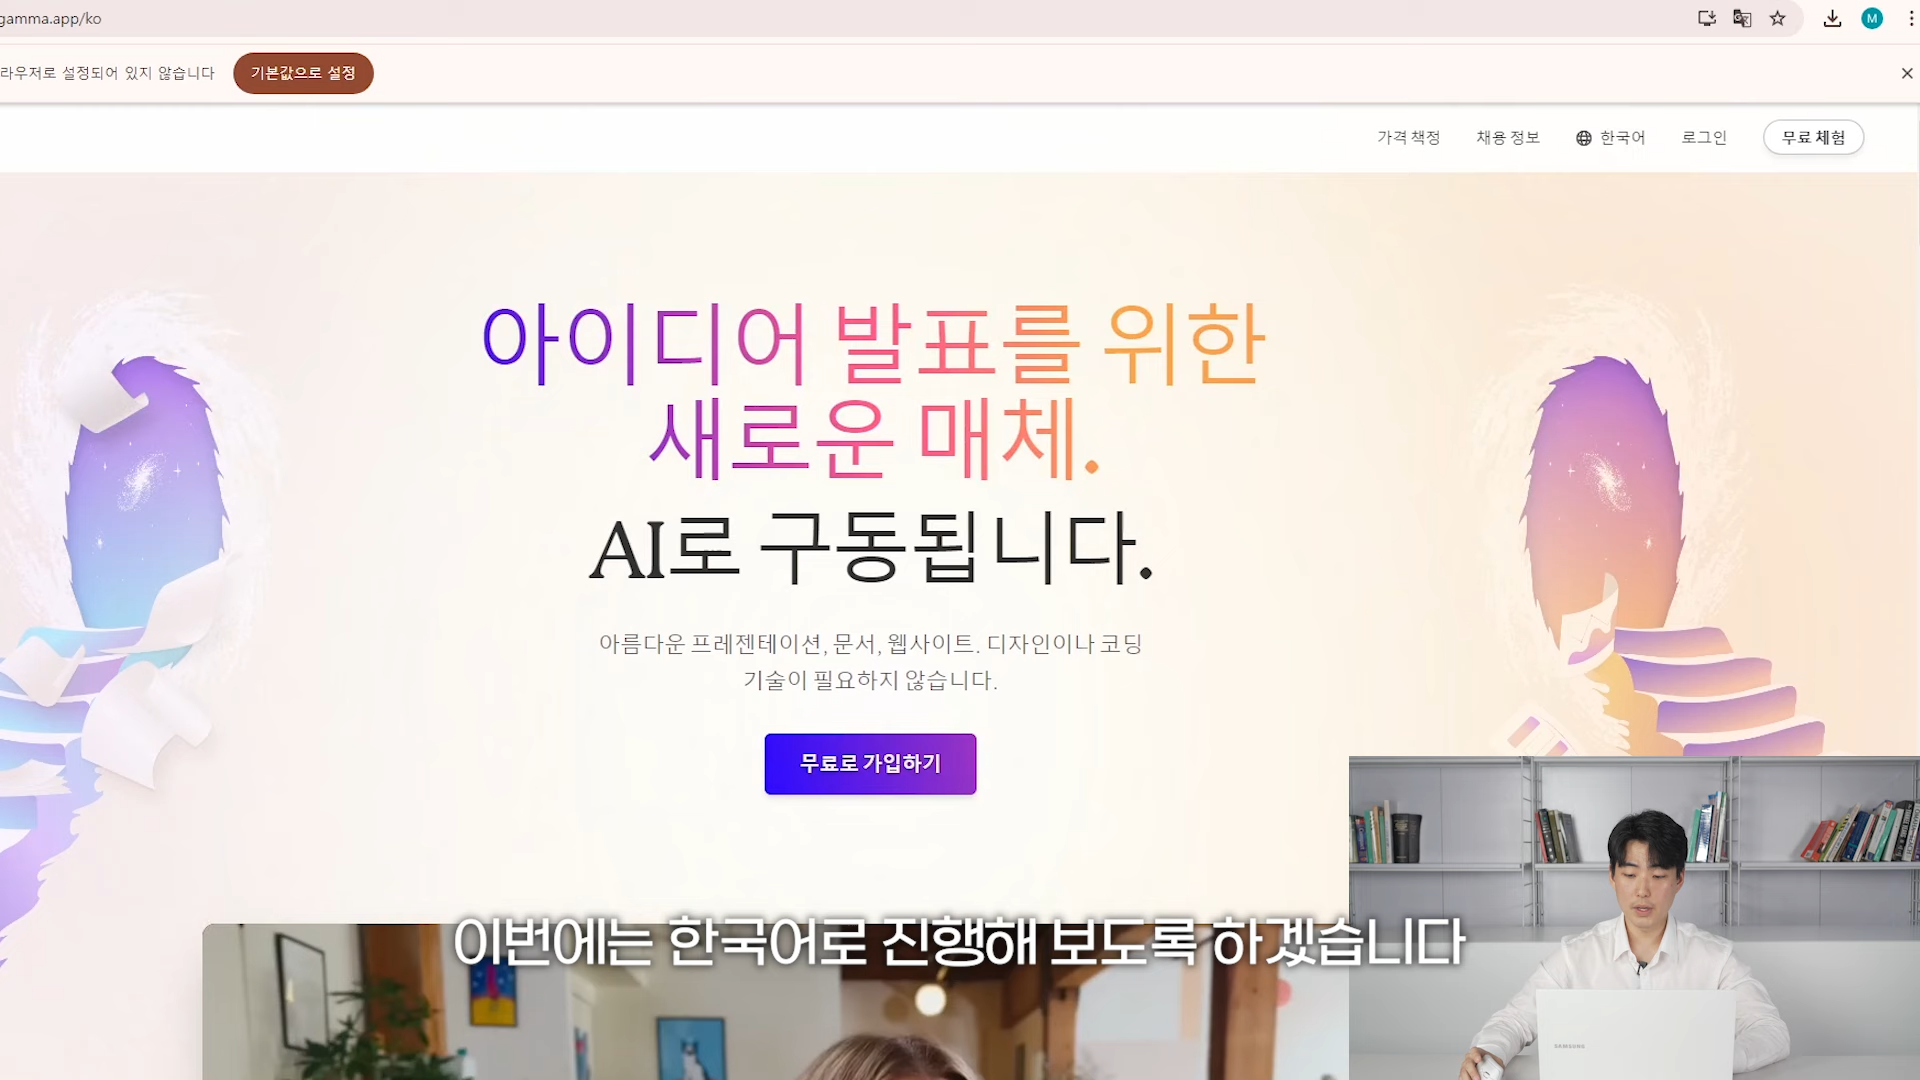 gamma.app/ko
M
라우저로 설정되어 있지 않습니다
기본값으로 설정
가격 책정
채용 정보
한국어
로그인
무료 체험
아이디어 발표를 위한
새로운 매체.
AI로 구동됩니다.
아름다운 프레젠테이션, 문서, 웹사이트. 디자인이나 코딩
기술이 필요하지 않습니다.
무료로 가입하기
이번에는 한국어로 진행해 보도록 하겠습니다
SAMSUNG